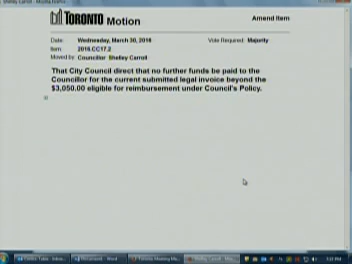 TORONTO Motion
Amend Item
Date: Wednesday, March 30, 2016
Vote Required: Majority
Item: 2016.CC17.2
Moved by: Councillor Shelley Carroll
That City Council direct that no further funds be paid to the
Councillor for the current submitted legal invoice beyond the
$3,050.00 eligible for reimbursement under Council's Policy.